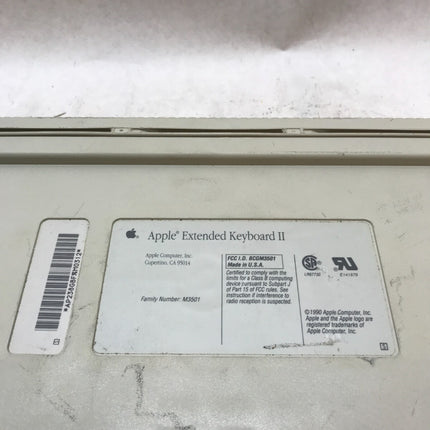 Apple® Extended Keyboard II
Apple Computer, Inc.
Cupertino, CA 95014
Family Number: M3501
FCC I.D. BCGM3501
Made in U.S.A.
Certified to comply with the
limits for a Class B computing
device pursuant to Subpart J
of Part 15 of FCC rules. See
instruction if interference to
radio reception is suspected.
©1990 Apple Computer, Inc.
Apple and the Apple logo are
registered trademarks of
Apple Computer, Inc.